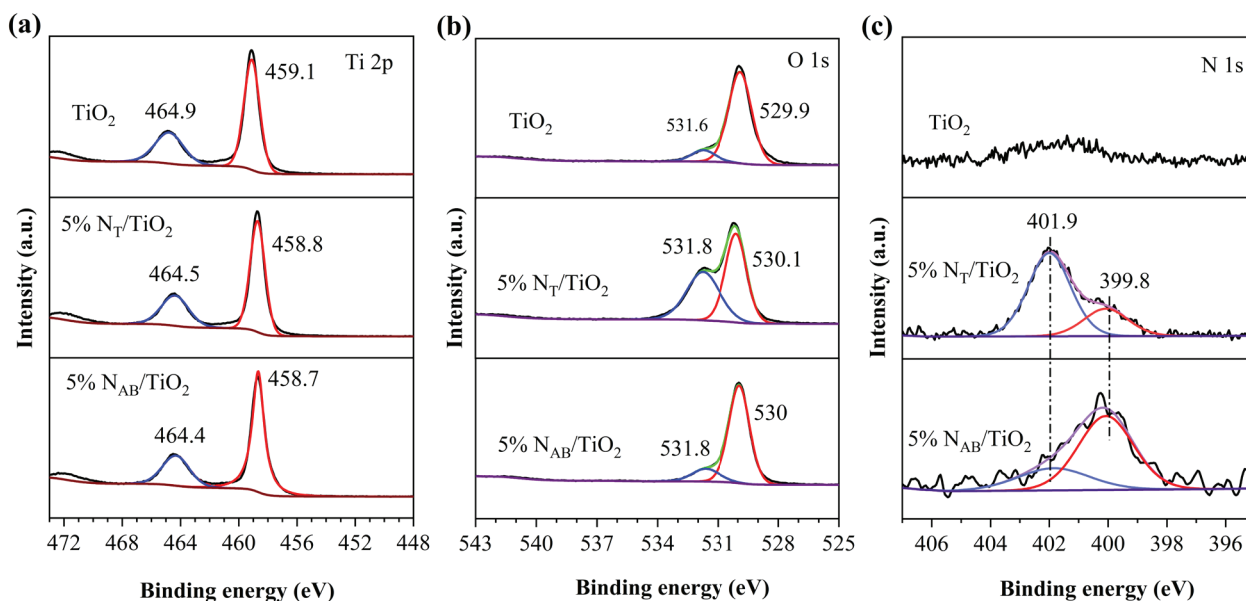 (a)
Ti 2p
TiO2
464.9
459.1
5% NT/TiO2
464.5
458.8
5% NAB/TiO2
464.4
458.7
Intensity (a.u.)
472 468 464 460 456 452 448
Binding energy (eV)
(b)
O 1s
TiO2
531.6
529.9
5% NT/TiO2
531.8
530.1
5% NAB/TiO2
531.8
530
Intensity (a.u.)
543 540 537 534 531 528 525
Binding energy (eV)
(c)
N 1s
TiO2
401.9
5% NT/TiO2
399.8
5% NAB/TiO2
Intensity (a.u.)
406 404 402 400 398 396
Binding energy (eV)